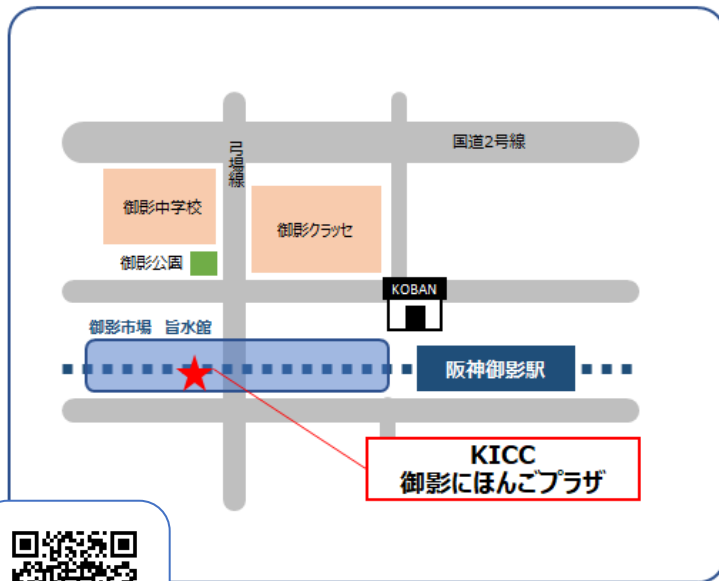 国道2号線
弓場線
御影中学校
御影クラッセ
御影公園
KOBAN
御影市場 旨水館
阪神御影駅
KICC
御影にほんごプラザ